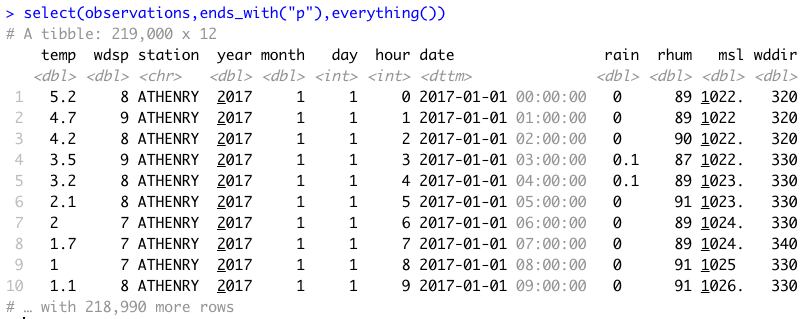 > select(observations,ends_with("p"),everything())
# A tibble: 219,000 x 12
temp wdsp station year month day hour date rain rhum msl wddir
<dbl> <dbl> <chr> <dbl> <dbl> <int> <int> <dttm> <dbl> <dbl> <dbl> <dbl>
1 5.2 8 ATHENRY 2017 1 1 0 2017-01-01 00:00:00 0 89 1022. 320
2 4.7 9 ATHENRY 2017 1 1 1 2017-01-01 01:00:00 0 89 1022 320
3 4.2 8 ATHENRY 2017 1 1 2 2017-01-01 02:00:00 0 90 1022. 320
4 3.5 9 ATHENRY 2017 1 1 3 2017-01-01 03:00:00 0.1 87 1022. 330
5 3.2 8 ATHENRY 2017 1 1 4 2017-01-01 04:00:00 0.1 89 1023. 330
6 2.1 8 ATHENRY 2017 1 1 5 2017-01-01 05:00:00 0 91 1023. 330
7 2 7 ATHENRY 2017 1 1 6 2017-01-01 06:00:00 0 89 1024. 330
8 1.7 7 ATHENRY 2017 1 1 7 2017-01-01 07:00:00 0 89 1024. 340
9 1 7 ATHENRY 2017 1 1 8 2017-01-01 08:00:00 0 91 1025 330
10 1.1 8 ATHENRY 2017 1 1 9 2017-01-01 09:00:00 0 91 1026. 330
# … with 218,990 more rows